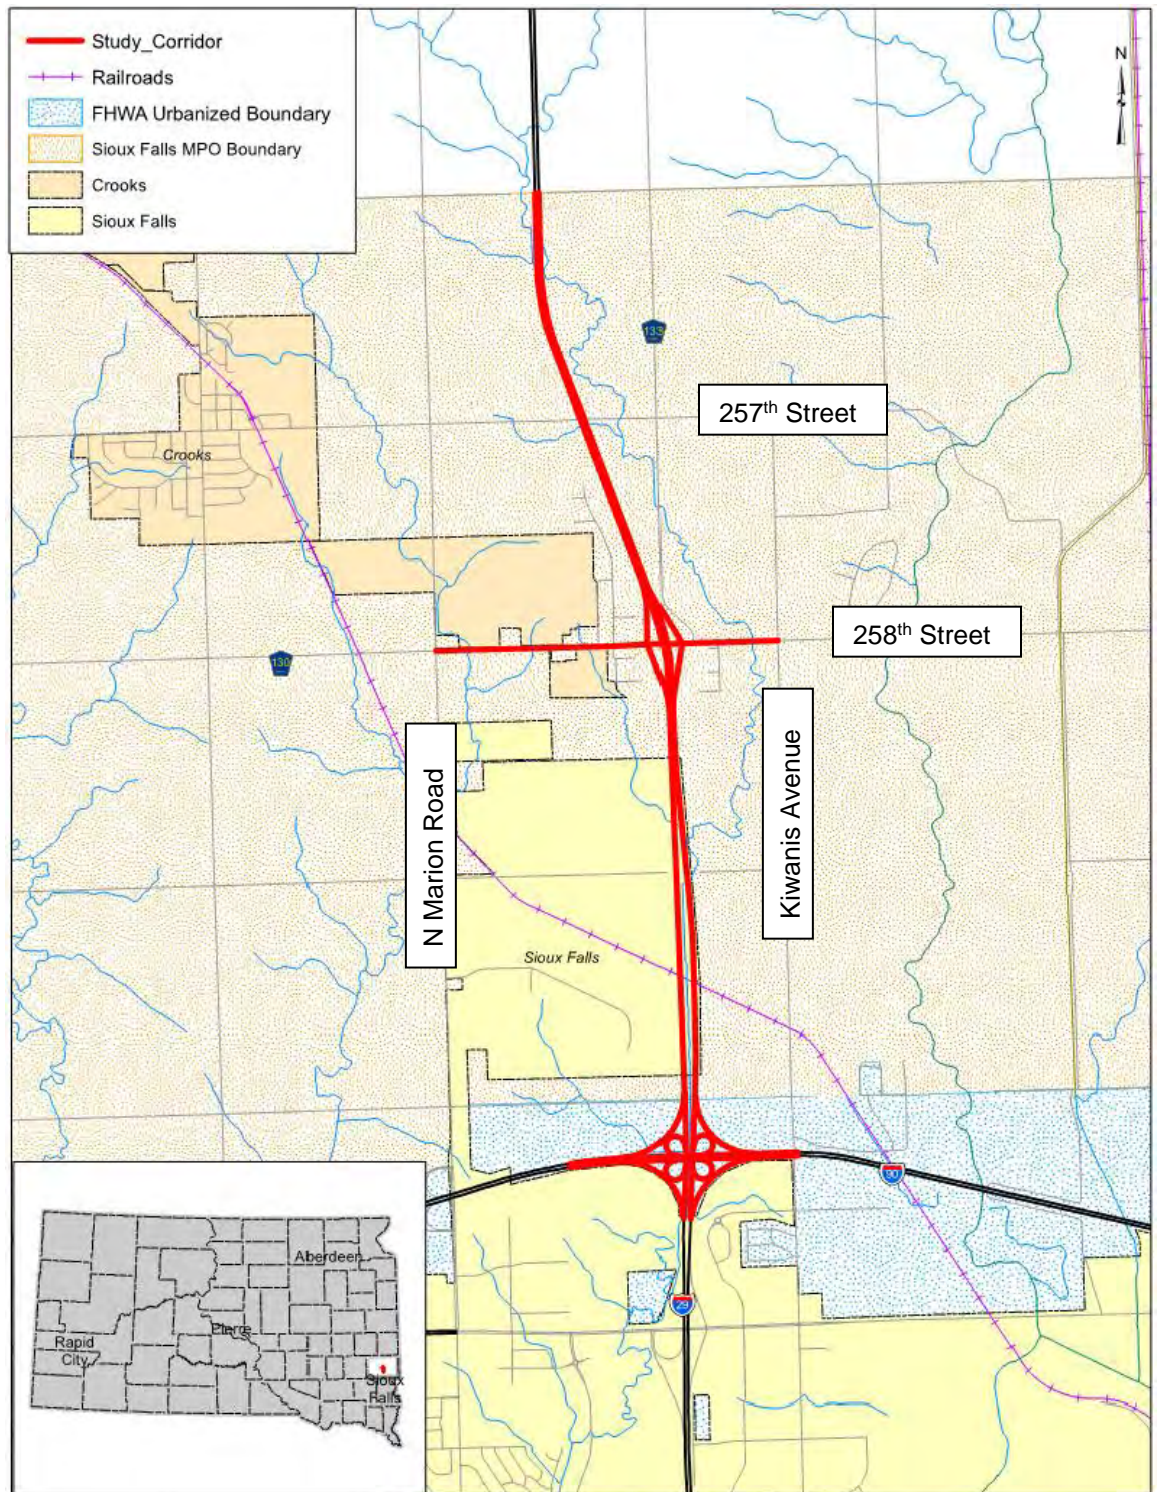 Study_Corridor
Railroads
FHWA Urbanized Boundary
Sioux Falls MPO Boundary
Crooks
Sioux Falls
N
133
257th Street
Crooks
258th Street
130
N Marion Road
Kiwanis Avenue
Sioux Falls
90
29
Aberdeen
Pierre
Rapid
City
Sioux
Falls